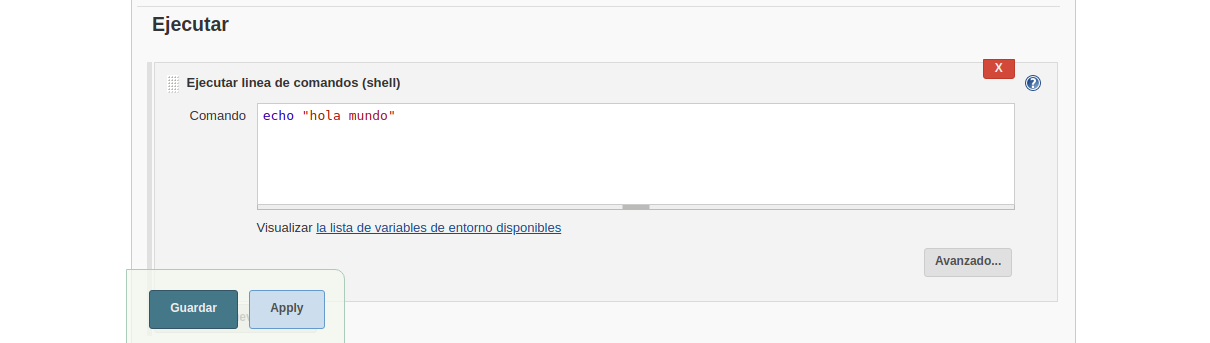 Ejecutar
X
Ejecutar linea de comandos (shell)
?
Comando
echo "hola mundo"
Visualizar la lista de variables de entorno disponibles
Avanzado...
Guardar
Apply